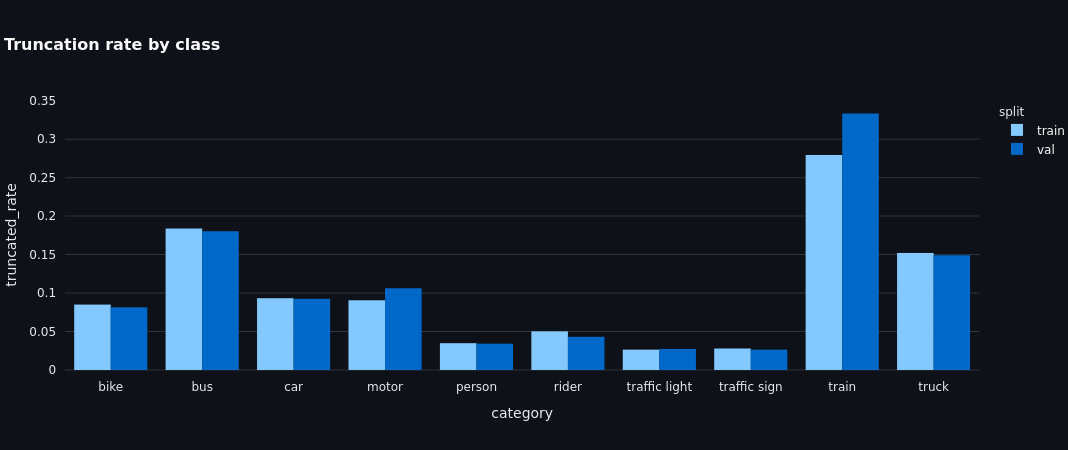 Truncation rate by class
0.35
0.3
0.25
0.2
0.15
0.1
0.05
0
truncated_rate
bike bus car motor person rider traffic light traffic sign train truck
category
split
train
val